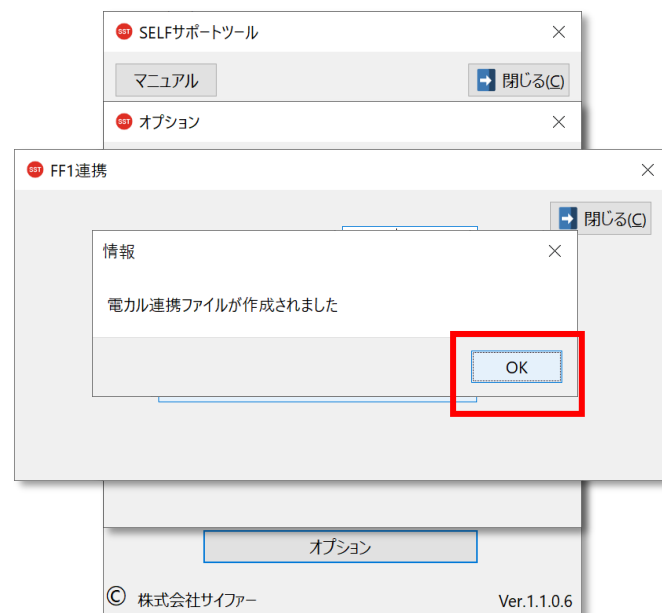 SST SELFサポートツール
マニュアル
閉じる(C)
SST オプション
SST FF1連携
閉じる(C)
情報
電カル連携ファイルが作成されました
OK
オプション
© 株式会社サイファー
Ver.1.1.0.6